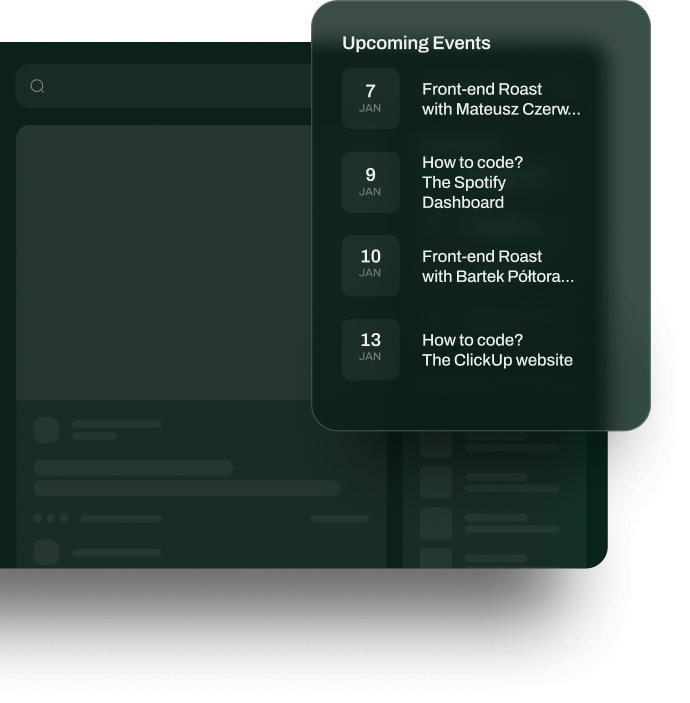 Upcoming Events
7
JAN
Front-end Roast
with Mateusz Czerw...
9
JAN
How to code?
The Spotify
Dashboard
10
JAN
Front-end Roast
with Bartek Półtora...
13
JAN
How to code?
The ClickUp website